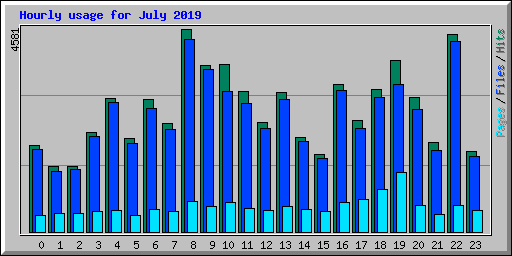 Hourly usage for July 2019
4581
Pages/Files/Hits
0 1 2 3 4 5 6 7 8 9 10 11 12 13 14 15 16 17 18 19 20 21 22 23